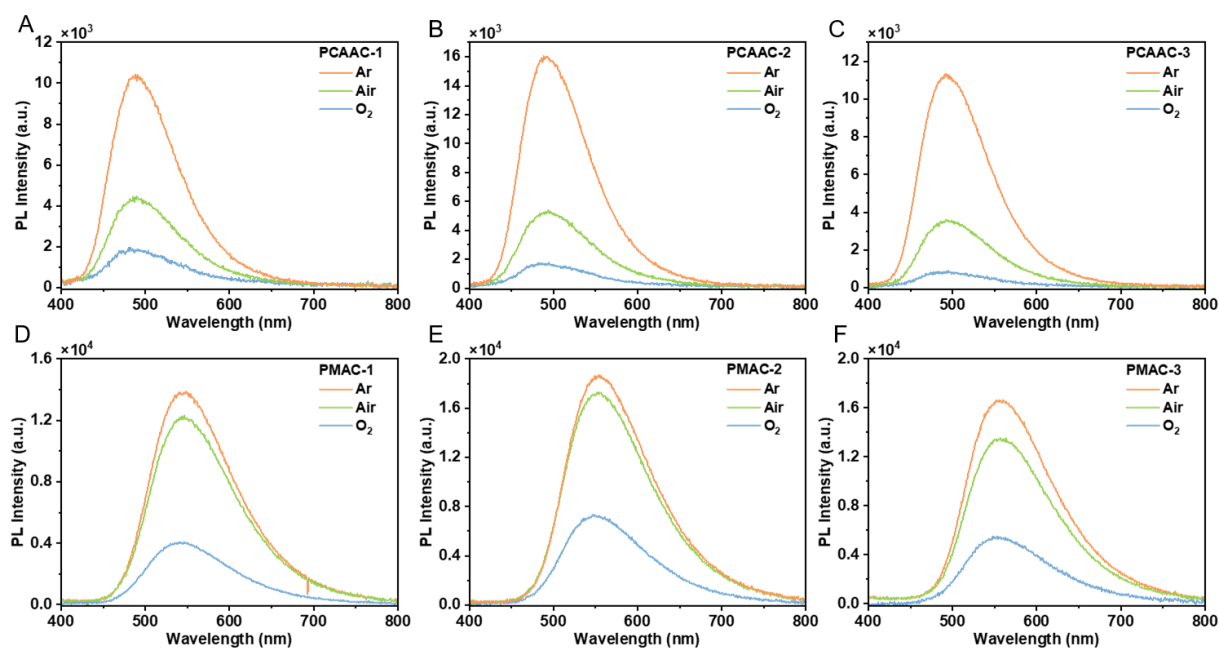 A
×10³
PCAAC-1
Ar
Air
O₂
12
10
8
6
4
2
0
PL Intensity (a.u.)
400 500 600 700 800
Wavelength (nm)
B
×10³
PCAAC-2
Ar
Air
O₂
16
14
12
10
8
6
4
2
0
PL Intensity (a.u.)
400 500 600 700 800
Wavelength (nm)
C
×10³
PCAAC-3
Ar
Air
O₂
12
9
6
3
0
PL Intensity (a.u.)
400 500 600 700 800
Wavelength (nm)
D
×10⁴
PMAC-1
Ar
Air
O₂
1.6
1.2
0.8
0.4
0.0
PL Intensity (a.u.)
400 500 600 700 800
Wavelength (nm)
E
×10⁴
PMAC-2
Ar
Air
O₂
2.0
1.6
1.2
0.8
0.4
0.0
PL Intensity (a.u.)
400 500 600 700 800
Wavelength (nm)
F
×10⁴
PMAC-3
Ar
Air
O₂
2.0
1.6
1.2
0.8
0.4
0.0
PL Intensity (a.u.)
400 500 600 700 800
Wavelength (nm)